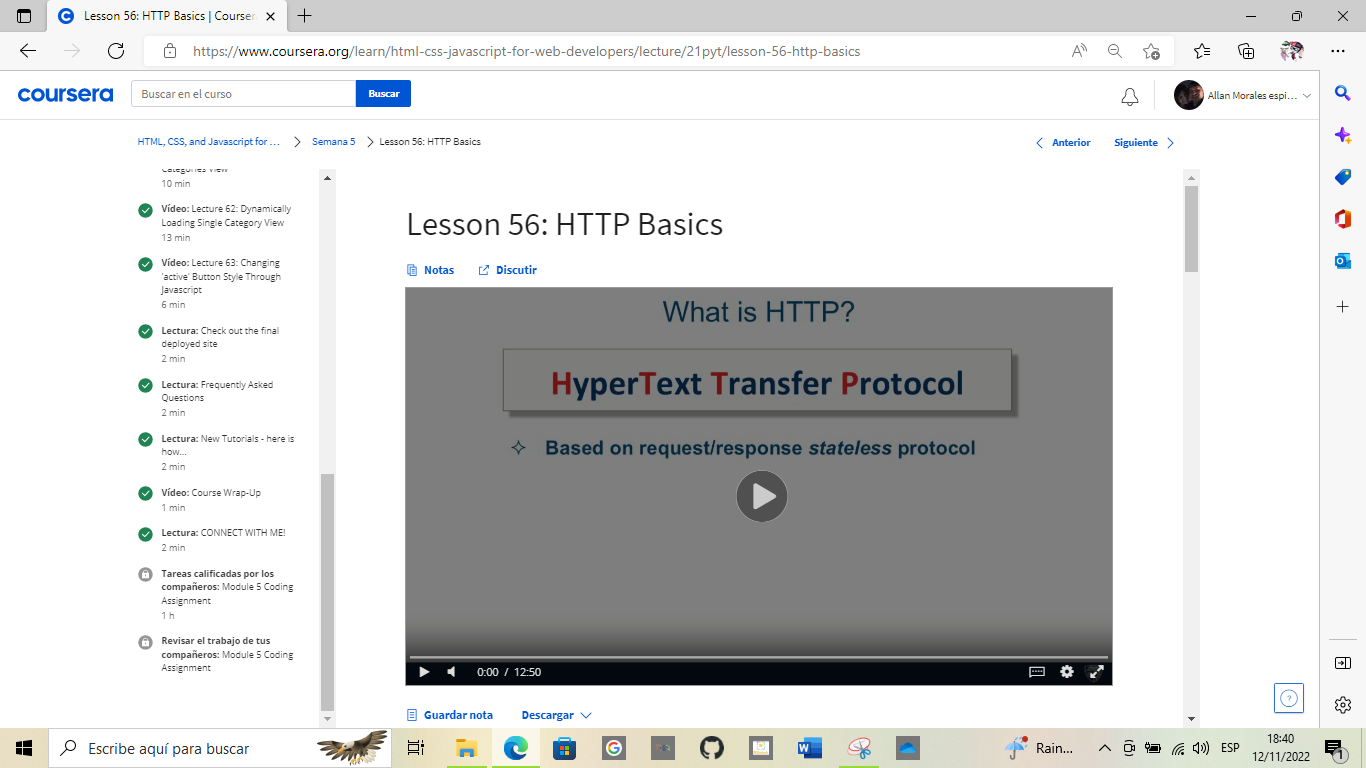 Lesson 56: HTTP Basics | Courser
https://www.coursera.org/learn/html-css-javascript-for-web-developers/lecture/21pyt/lesson-56-http-basics
coursera
Buscar en el curso
Buscar
Allan Morales espi...
HTML, CSS, and Javascript for ...
Semana 5
Lesson 56: HTTP Basics
Anterior
Siguiente
Categories View
10 min
Vídeo: Lecture 62: Dynamically
Loading Single Category View
13 min
Vídeo: Lecture 63: Changing
'active' Button Style Through
Javascript
6 min
Lectura: Check out the final
deployed site
2 min
Lectura: Frequently Asked
Questions
2 min
Lectura: New Tutorials - here is
how...
2 min
Vídeo: Course Wrap-Up
1 min
Lectura: CONNECT WITH ME!
2 min
Tareas calificadas por los
compañeros: Module 5 Coding
Assignment
1 h
Revisar el trabajo de tus
compañeros: Module 5 Coding
Assignment
Lesson 56: HTTP Basics
Notas
Discutir
What is HTTP?
HyperText Transfer Protocol
Based on request/response stateless protocol
0:00 / 12:50
Guardar nota
Descargar
Escribe aquí para buscar
Rain...
ESP
18:40
12/11/2022
1